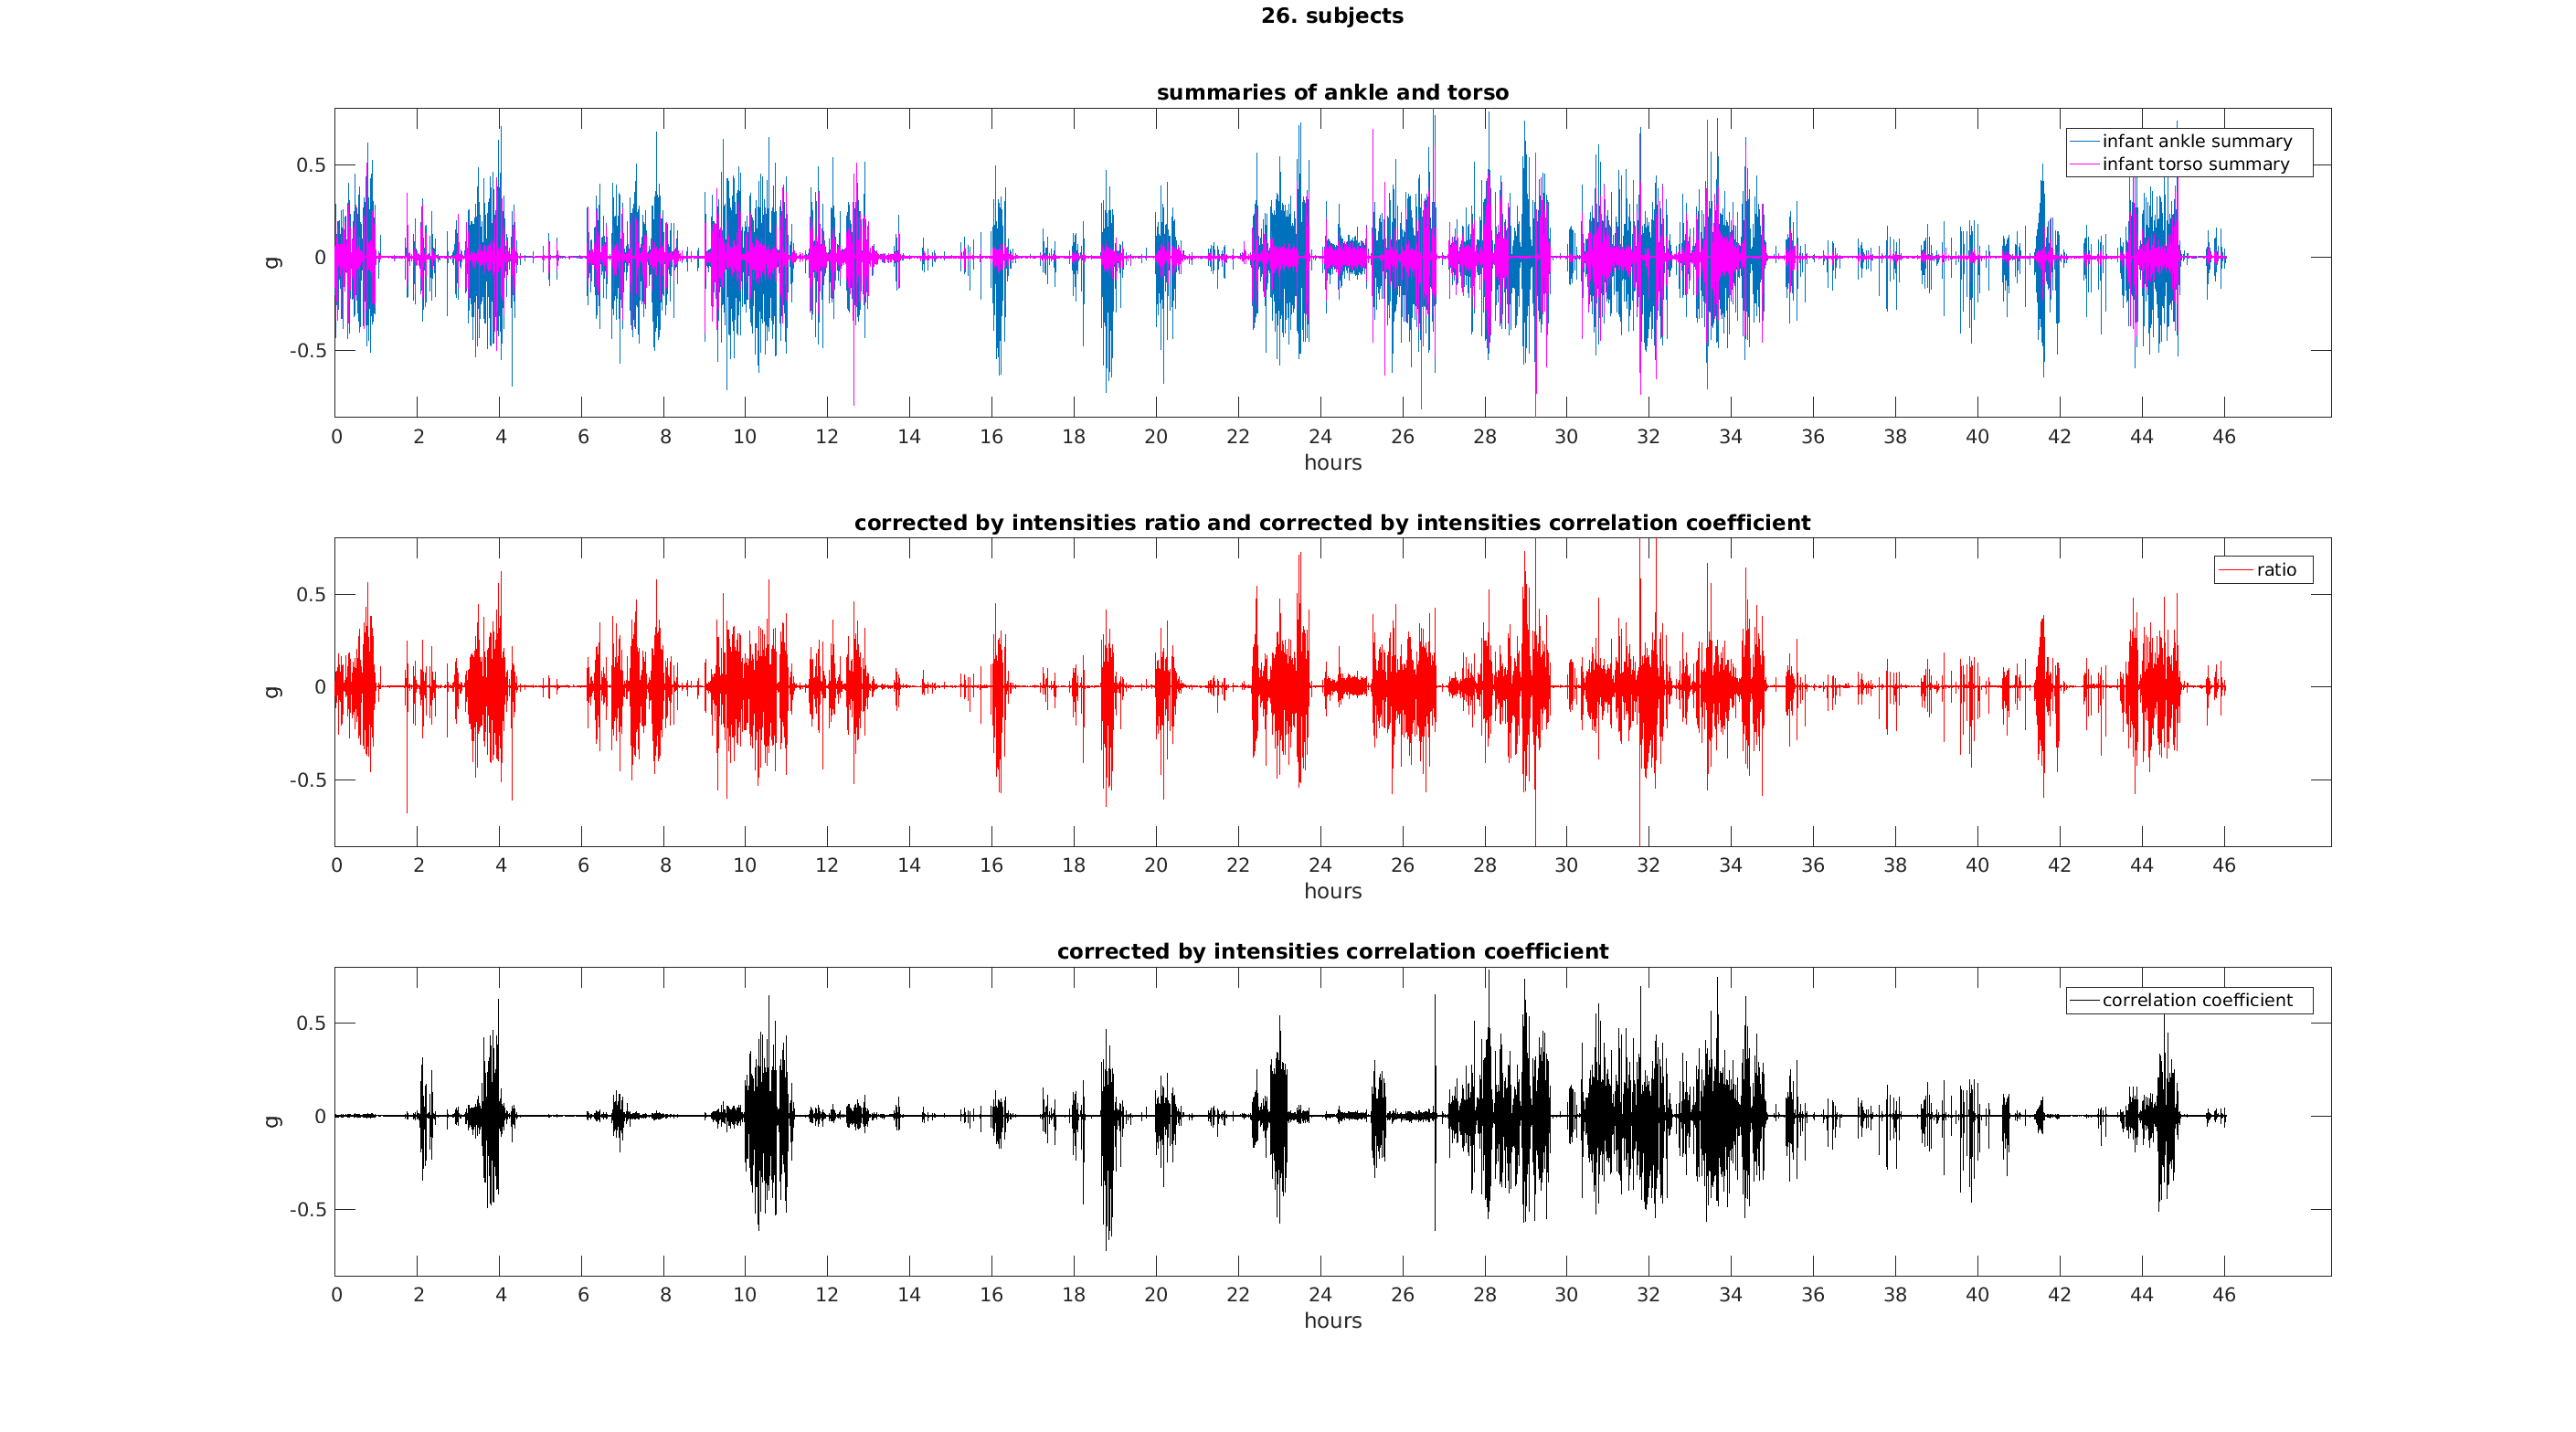 26. subjects
summaries of ankle and torso
infant ankle summary
infant torso summary
0.5
0
-0.5
g
0 2 4 6 8 10 12 14 16 18 20 22 24 26 28 30 32 34 36 38 40 42 44 46
hours
corrected by intensities ratio and corrected by intensities correlation coefficient
ratio
0.5
0
-0.5
g
0 2 4 6 8 10 12 14 16 18 20 22 24 26 28 30 32 34 36 38 40 42 44 46
hours
corrected by intensities correlation coefficient
correlation coefficient
0.5
0
-0.5
g
0 2 4 6 8 10 12 14 16 18 20 22 24 26 28 30 32 34 36 38 40 42 44 46
hours